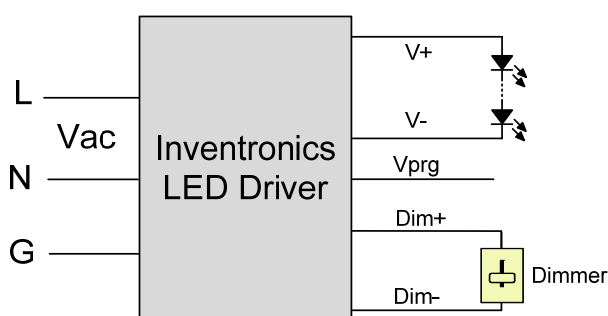 V+
L
Vac
V-
Inventronics
LED Driver
N
Vprg
Dim+
G
Dimmer
Dim-